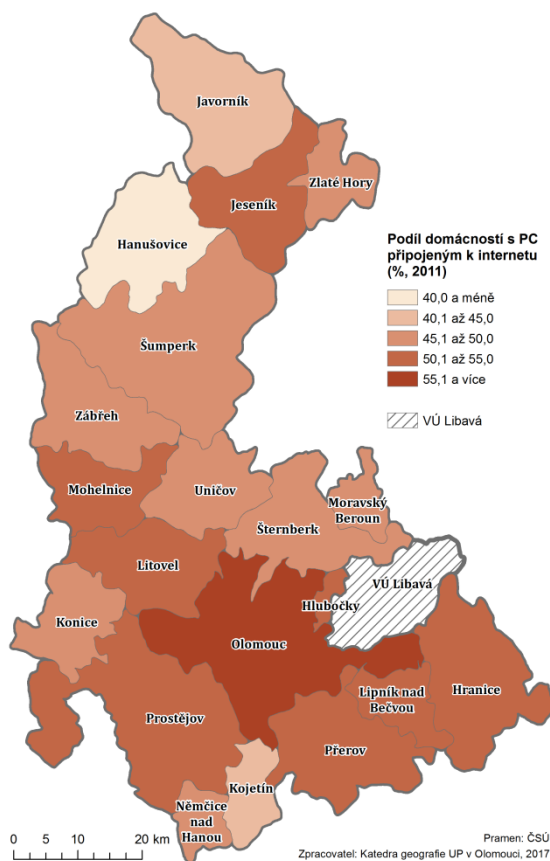 Javorník
Zlaté Hory
Jeseník
Hanušovice
Podíl domácností s PC
připojeným k internetu
(%, 2011)
40,0 a méně
40,1 až 45,0
45,1 až 50,0
50,1 až 55,0
55,1 a více
VÚ Libavá
Šumperk
Zábřeh
Mohelnice
Uničov
Moravský
Beroun
Šternberk
Litovel
VÚ Libavá
Hlubočky
Konice
Olomouc
Hranice
Lipník nad
Bečvou
Prostějov
Přerov
Kojetín
Němčice
nad
Hanou
0 5 10 20 km
Pramen: ČSÚ
Zpracovatel: Katedra geografie UP v Olomouci, 2017